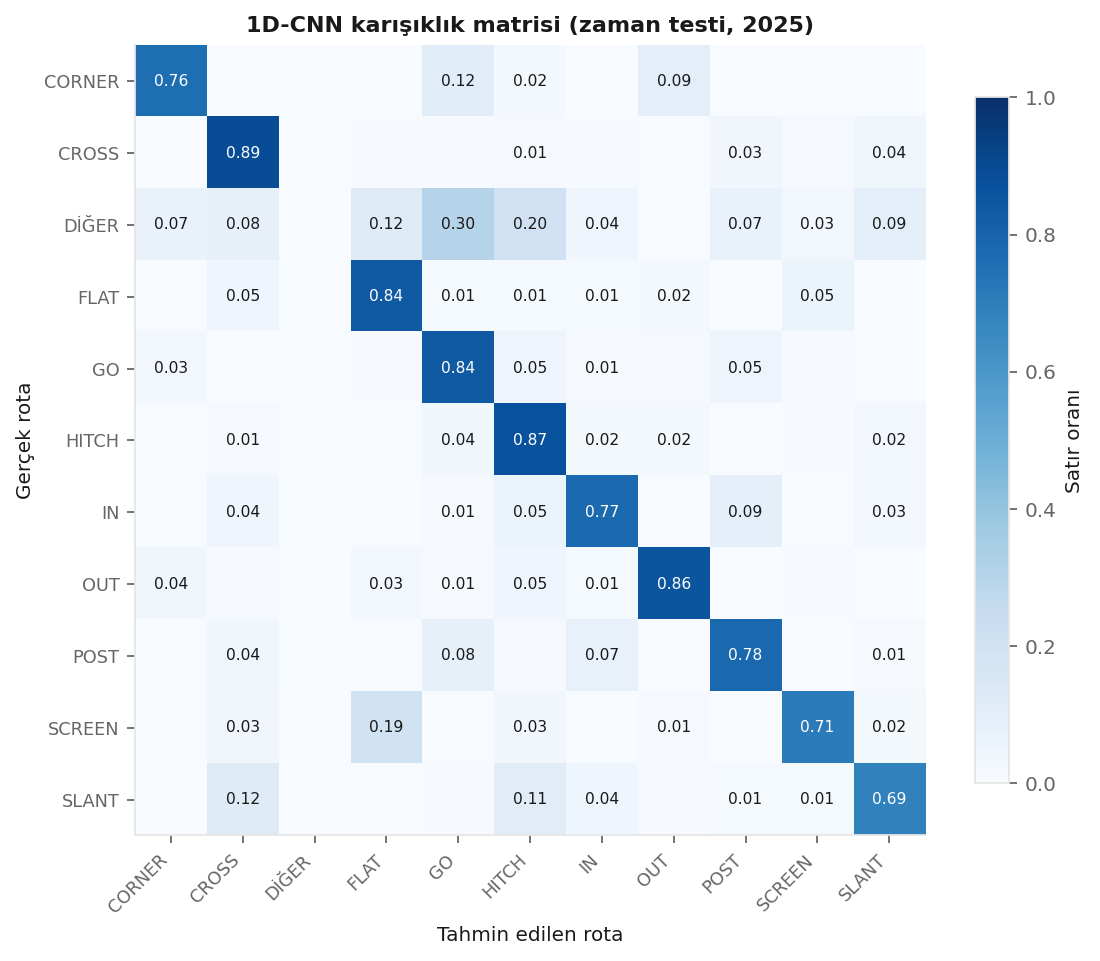 1D-CNN karışıklık matrisi (zaman testi, 2025)
CORNER 0.76 0.12 0.02 0.09
CROSS 0.89 0.01 0.03 0.04
DİĞER 0.07 0.08 0.12 0.30 0.20 0.04 0.07 0.03 0.09
FLAT 0.05 0.84 0.01 0.01 0.01 0.02 0.05
GO 0.03 0.84 0.05 0.01 0.05
HITCH 0.01 0.04 0.87 0.02 0.02 0.02
IN 0.04 0.01 0.05 0.77 0.09 0.03
OUT 0.04 0.03 0.01 0.05 0.01 0.86
POST 0.04 0.08 0.07 0.78 0.01
SCREEN 0.03 0.19 0.03 0.01 0.71 0.02
SLANT 0.12 0.11 0.04 0.01 0.01 0.69
CORNER CROSS DİĞER FLAT GO HITCH IN OUT POST SCREEN SLANT
Tahmin edilen rota
Gerçek rota
1.0
0.8
0.6
0.4
0.2
0.0
Satır oranı